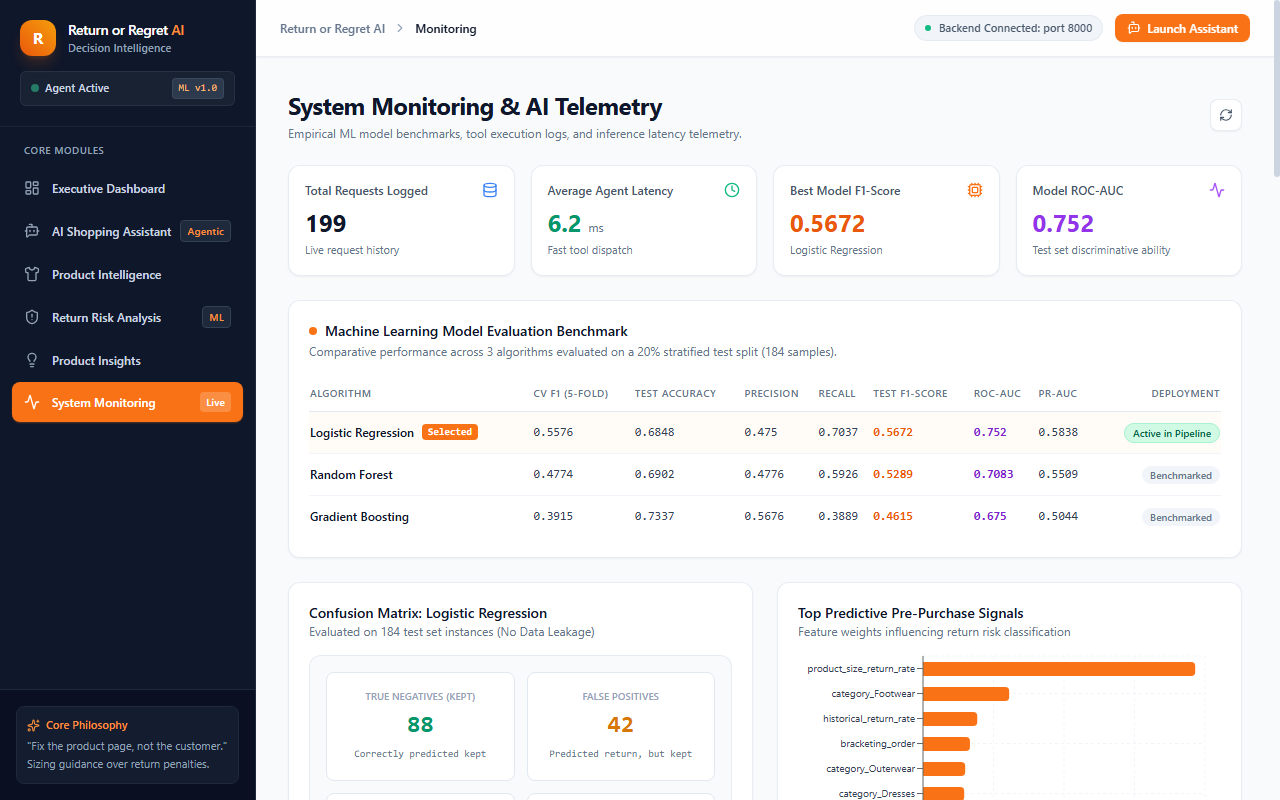 R
Return or Regret AI
Decision Intelligence
Agent Active
ML v1.0
CORE MODULES
Executive Dashboard
AI Shopping Assistant
Agentic
Product Intelligence
Return Risk Analysis
ML
Product Insights
System Monitoring
Live
Core Philosophy
"Fix the product page, not the customer."
Sizing guidance over return penalties.
Return or Regret AI > Monitoring
Backend Connected: port 8000
Launch Assistant
System Monitoring & AI Telemetry
Empirical ML model benchmarks, tool execution logs, and inference latency telemetry.
Total Requests Logged
199
Live request history
Average Agent Latency
6.2 ms
Fast tool dispatch
Best Model F1-Score
0.5672
Logistic Regression
Model ROC-AUC
0.752
Test set discriminative ability
Machine Learning Model Evaluation Benchmark
Comparative performance across 3 algorithms evaluated on a 20% stratified test split (184 samples).
ALGORITHM CV F1 (5-FOLD) TEST ACCURACY PRECISION RECALL TEST F1-SCORE ROC-AUC PR-AUC DEPLOYMENT
Logistic Regression Selected 0.5576 0.6848 0.475 0.7037 0.5672 0.752 0.5838 Active in Pipeline
Random Forest 0.4774 0.6902 0.4776 0.5926 0.5289 0.7083 0.5509 Benchmarked
Gradient Boosting 0.3915 0.7337 0.5676 0.3889 0.4615 0.675 0.5044 Benchmarked
Confusion Matrix: Logistic Regression
Evaluated on 184 test set instances (No Data Leakage)
TRUE NEGATIVES (KEPT)
88
Correctly predicted kept
FALSE POSITIVES
42
Predicted return, but kept
Top Predictive Pre-Purchase Signals
Feature weights influencing return risk classification
product_size_return_rate
category_Footwear
historical_return_rate
bracketing_order
category_Outerwear
category_Dresses